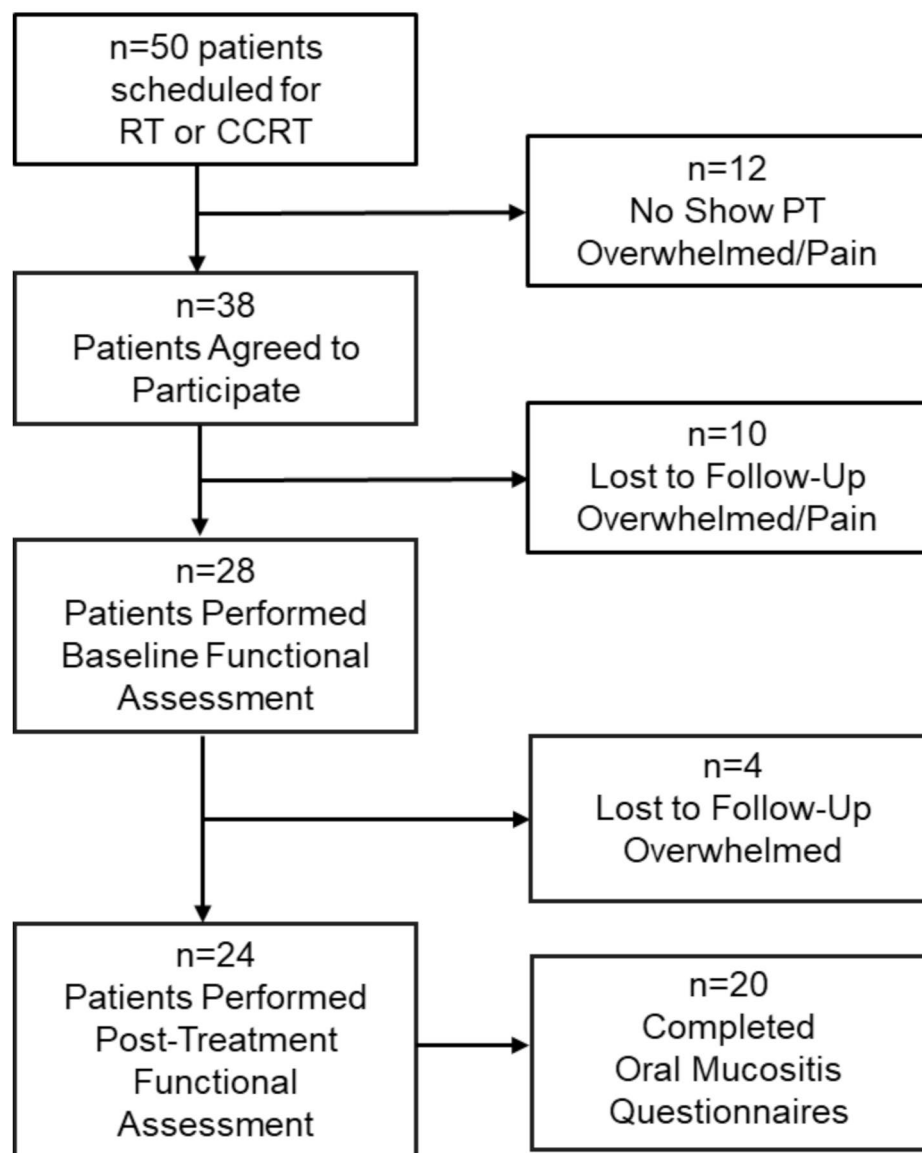 n=50 patients
scheduled for
RT or CCRT
n=12
No Show PT
Overwhelmed/Pain
n=38
Patients Agreed to
Participate
n=10
Lost to Follow-Up
Overwhelmed/Pain
n=28
Patients Performed
Baseline Functional
Assessment
n=4
Lost to Follow-Up
Overwhelmed
n=24
Patients Performed
Post-Treatment
Functional
Assessment
n=20
Completed
Oral Mucositis
Questionnaires